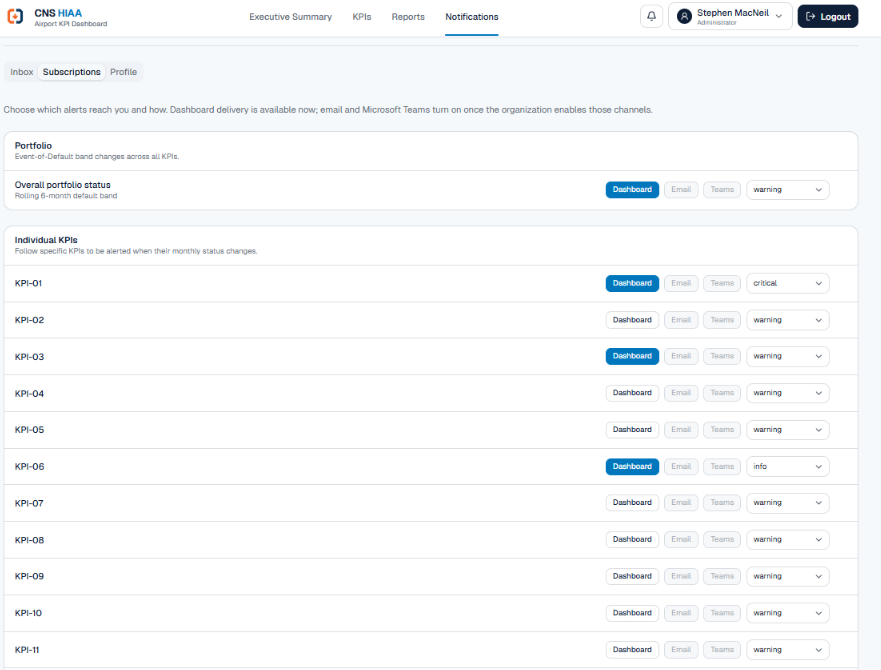 CNS HIAA
Airport KPI Dashboard
Executive Summary KPIs Reports Notifications
Stephen MacNeil
Administrator
Logout
Inbox Subscriptions Profile
Choose which alerts reach you and how. Dashboard delivery is available now; email and Microsoft Teams turn on once the organization enables those channels.
Portfolio
Event-of-Default band changes across all KPIs.
Overall portfolio status
Rolling 6-month default band
Dashboard Email Teams warning
Individual KPIs
Follow specific KPIs to be alerted when their monthly status changes.
KPI-01 Dashboard Email Teams critical
KPI-02 Dashboard Email Teams warning
KPI-03 Dashboard Email Teams warning
KPI-04 Dashboard Email Teams warning
KPI-05 Dashboard Email Teams warning
KPI-06 Dashboard Email Teams info
KPI-07 Dashboard Email Teams warning
KPI-08 Dashboard Email Teams warning
KPI-09 Dashboard Email Teams warning
KPI-10 Dashboard Email Teams warning
KPI-11 Dashboard Email Teams warning